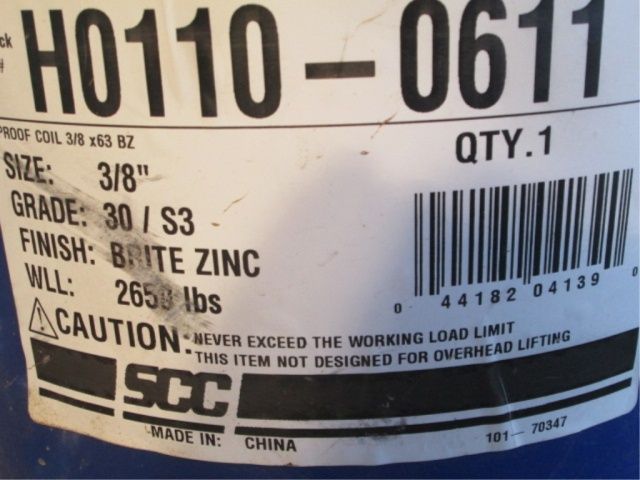 ck H0110-0611
#
PROOF COIL 3/8 x63 BZ
QTY.1
SIZE: 3/8"
GRADE: 30 / S3
FINISH: BRITE ZINC
WLL: 2650 lbs
0 44182 04139 0
CAUTION: NEVER EXCEED THE WORKING LOAD LIMIT
THIS ITEM NOT DESIGNED FOR OVERHEAD LIFTING
SCC
MADE IN: CHINA
101-70347